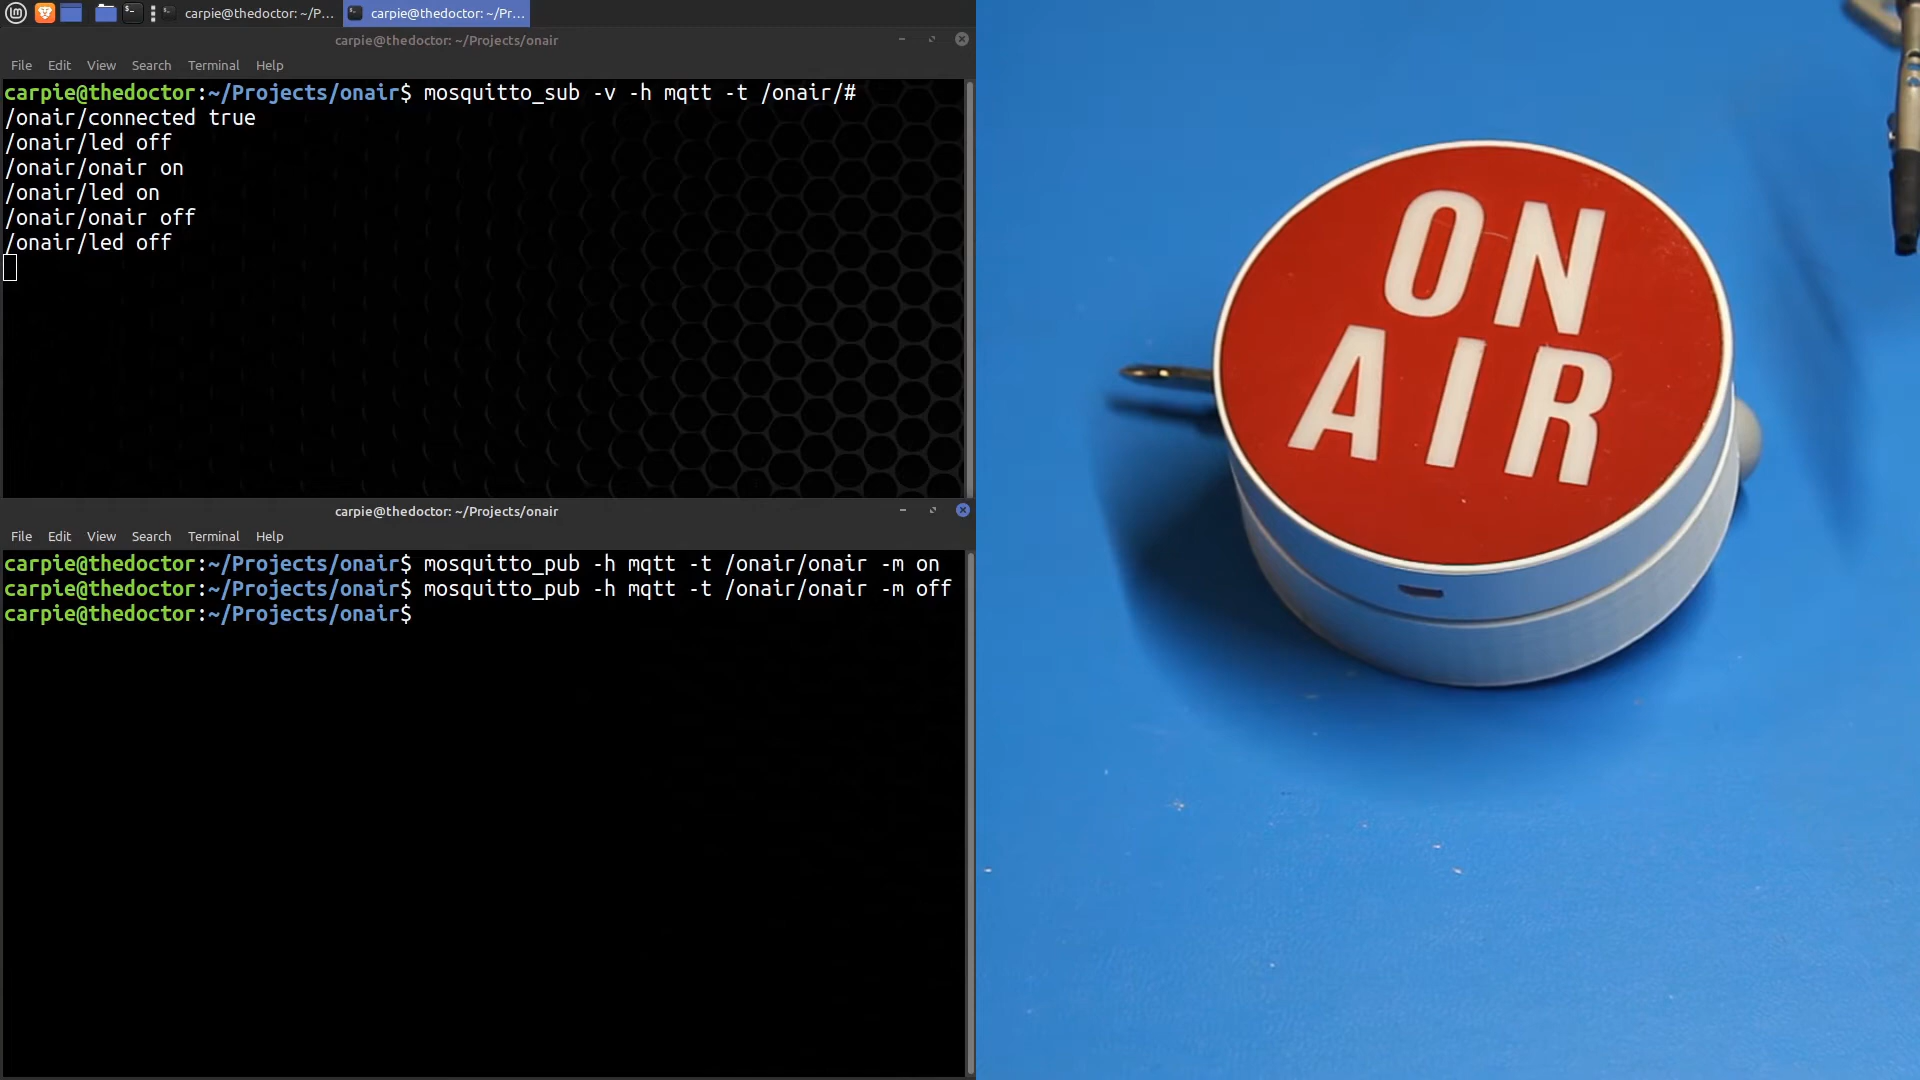 carpie@thedoctor: ~/P...
carpie@thedoctor: ~/Pr...
carpie@thedoctor: ~/Projects/onair
File Edit View Search Terminal Help
carpie@thedoctor:~/Projects/onair$ mosquitto_sub -v -h mqtt -t /onair/#
/onair/connected true
/onair/led off
/onair/onair on
/onair/led on
/onair/onair off
/onair/led off
carpie@thedoctor: ~/Projects/onair
File Edit View Search Terminal Help
carpie@thedoctor:~/Projects/onair$ mosquitto_pub -h mqtt -t /onair/onair -m on
carpie@thedoctor:~/Projects/onair$ mosquitto_pub -h mqtt -t /onair/onair -m off
carpie@thedoctor:~/Projects/onair$
ON
AIR